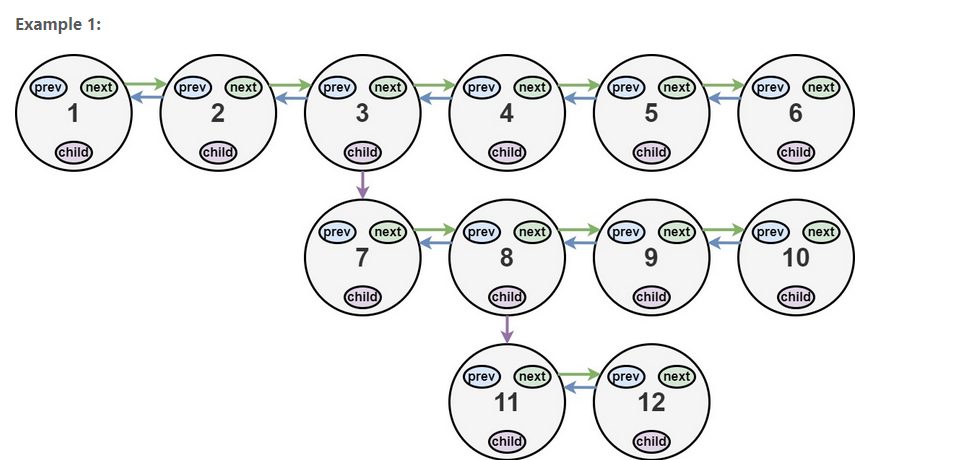 Example 1:
prev next prev next prev next prev next prev next prev next
1 2 3 4 5 6
child child child child child child
prev next prev next prev next prev next
7 8 9 10
child child child child
prev next prev next
11 12
child child